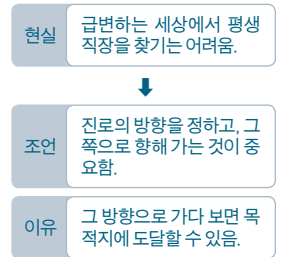 현실
급변하는 세상에서 평생
직장을 찾기는 어려움.
조언
진로의 방향을 정하고, 그
쪽으로 향해 가는 것이 중
요함.
이유
그 방향으로 가다 보면 목
적지에 도달할 수 있음.